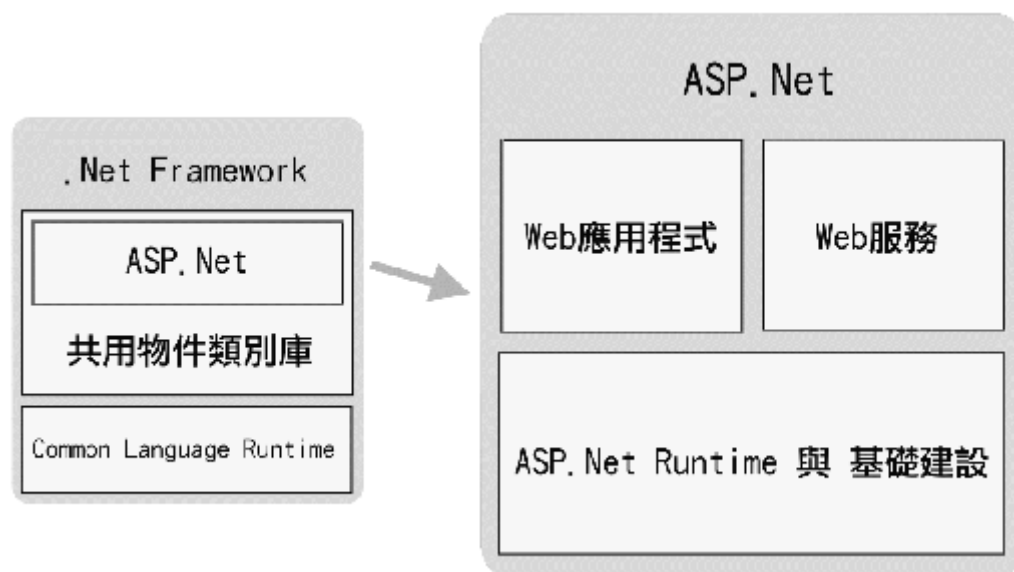 .Net Framework
ASP.Net
共用物件類別庫
Common Language Runtime
ASP.Net
Web應用程式
Web服務
ASP.Net Runtime 與 基礎建設